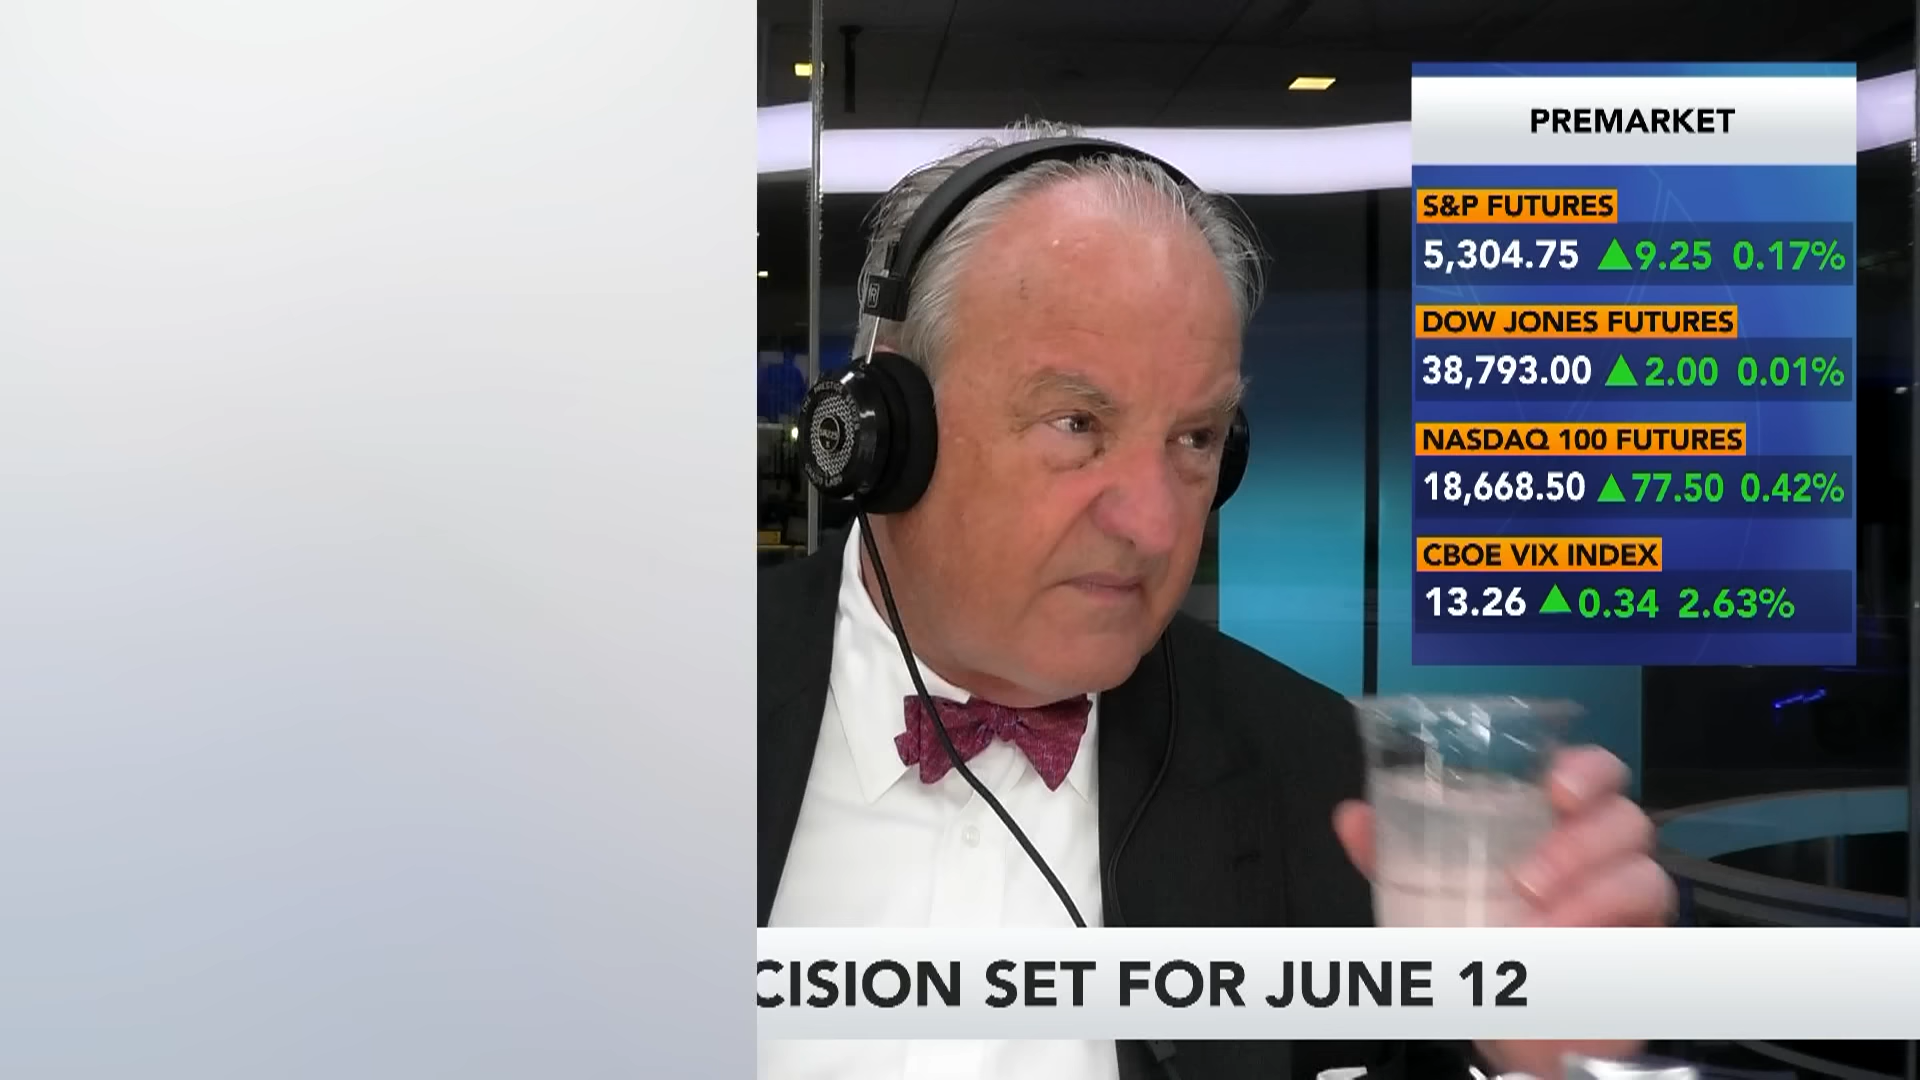 PREMARKET
S&P FUTURES
5,304.75 ▲9.25 0.17%
DOW JONES FUTURES
38,793.00 ▲2.00 0.01%
NASDAQ 100 FUTURES
18,668.50 ▲77.50 0.42%
CBOE VIX INDEX
13.26 ▲0.34 2.63%
CISION SET FOR JUNE 12